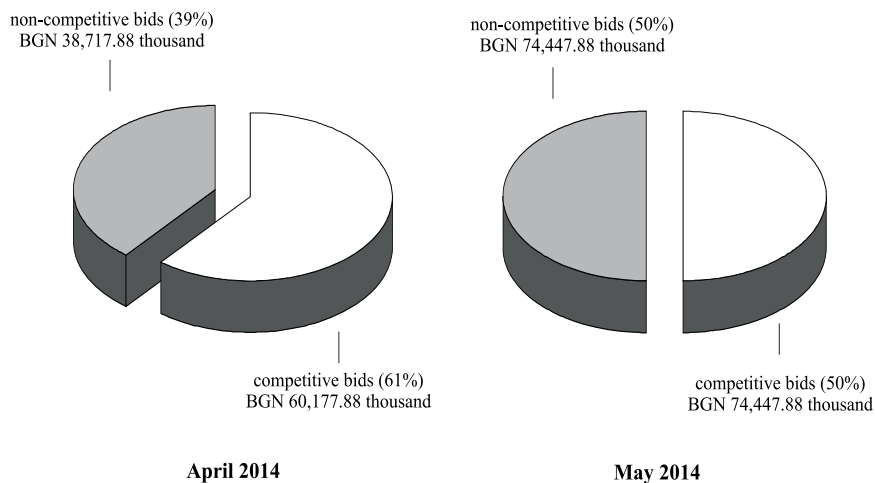 non-competitive bids (39%)
BGN 38,717.88 thousand
competitive bids (61%)
BGN 60,177.88 thousand
April 2014
non-competitive bids (50%)
BGN 74,447.88 thousand
competitive bids (50%)
BGN 74,447.88 thousand
May 2014